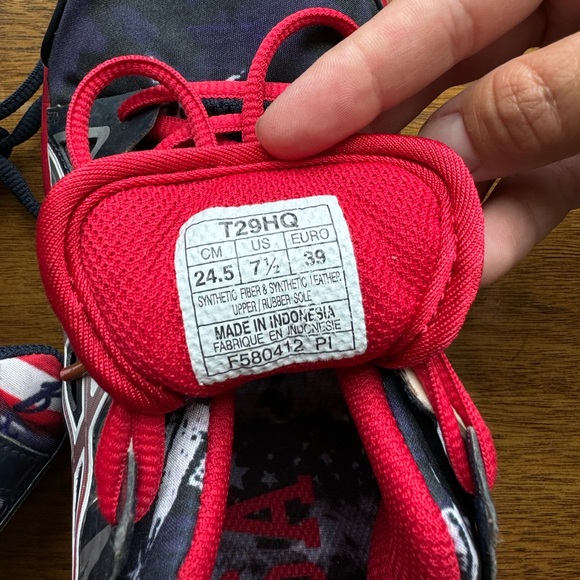 T29HQ
CM US EURO
24.5 7½ 39
SYNTHETIC FIBER & SYNTHETIC LEATHER
UPPER / RUBBER SOLE
MADE IN INDONESIA
FABRIQUE EN INDONESIE
F580412 PI